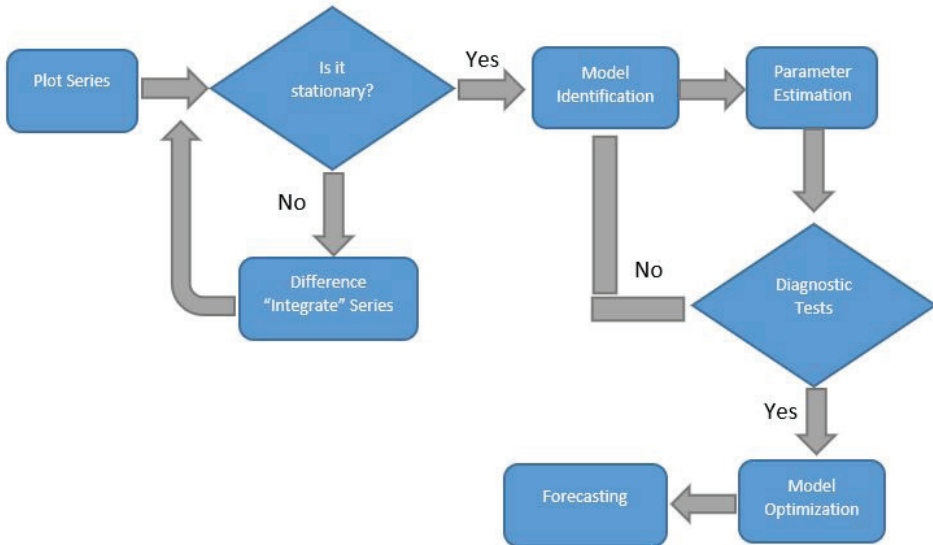 Plot Series
Is it
stationary?
Yes
Model
Identification
Parameter
Estimation
No
Difference
“Integrate” Series
No
Diagnostic
Tests
Yes
Model
Optimization
Forecasting